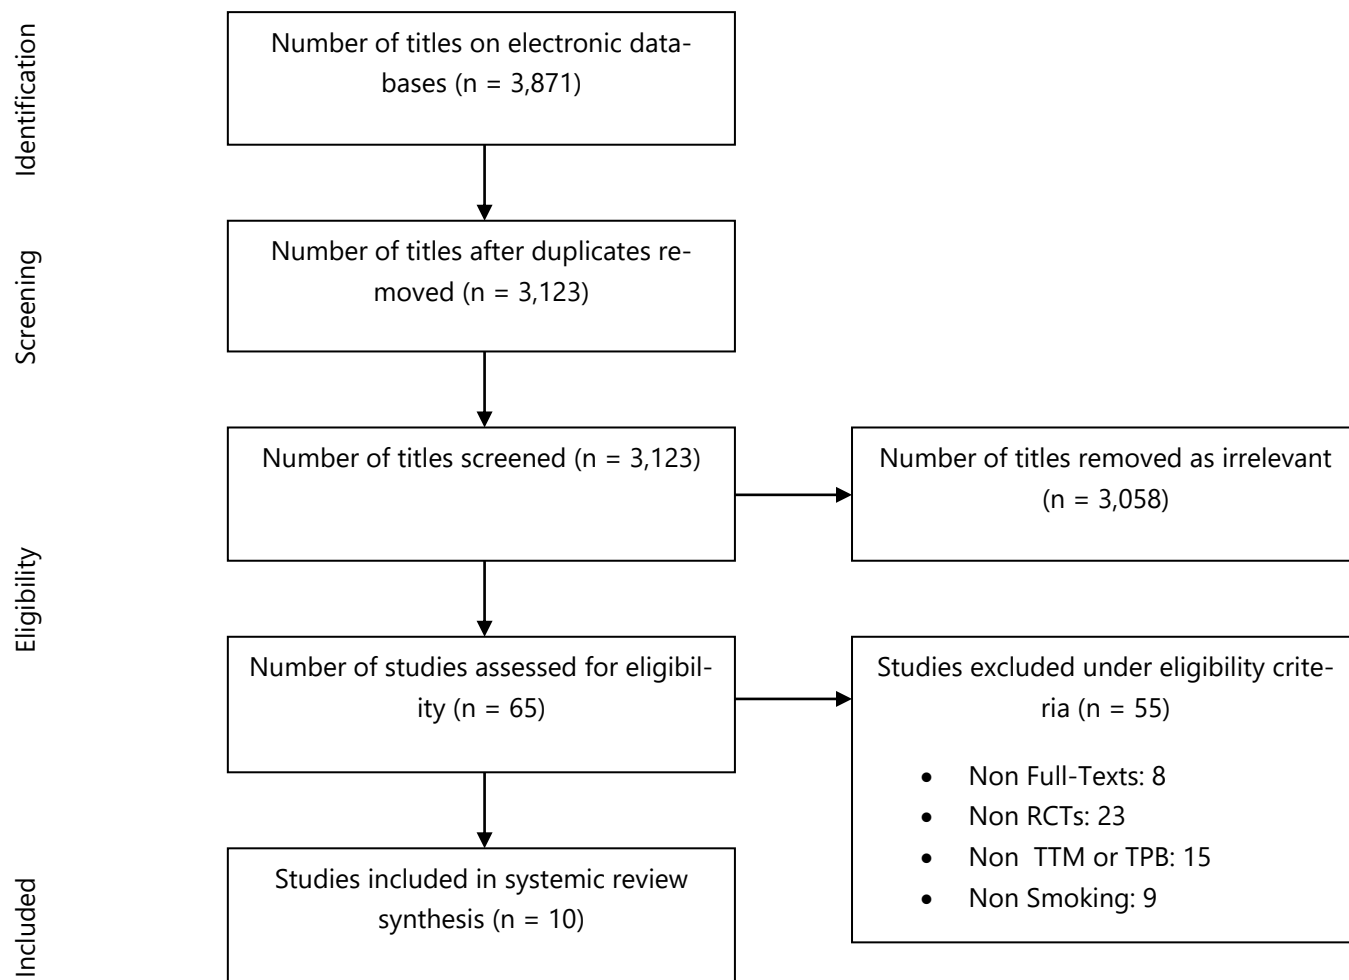 Identification
Number of titles on electronic data-
bases (n = 3,871)
Screening
Number of titles after duplicates re-
moved (n = 3,123)
Eligibility
Number of titles screened (n = 3,123)
Number of titles removed as irrelevant
(n = 3,058)
Number of studies assessed for eligibil-
ity (n = 65)
Studies excluded under eligibility crite-
ria (n = 55)
• Non Full-Texts: 8
• Non RCTs: 23
• Non  TTM or TPB: 15
• Non Smoking: 9
Included
Studies included in systemic review
synthesis (n = 10)